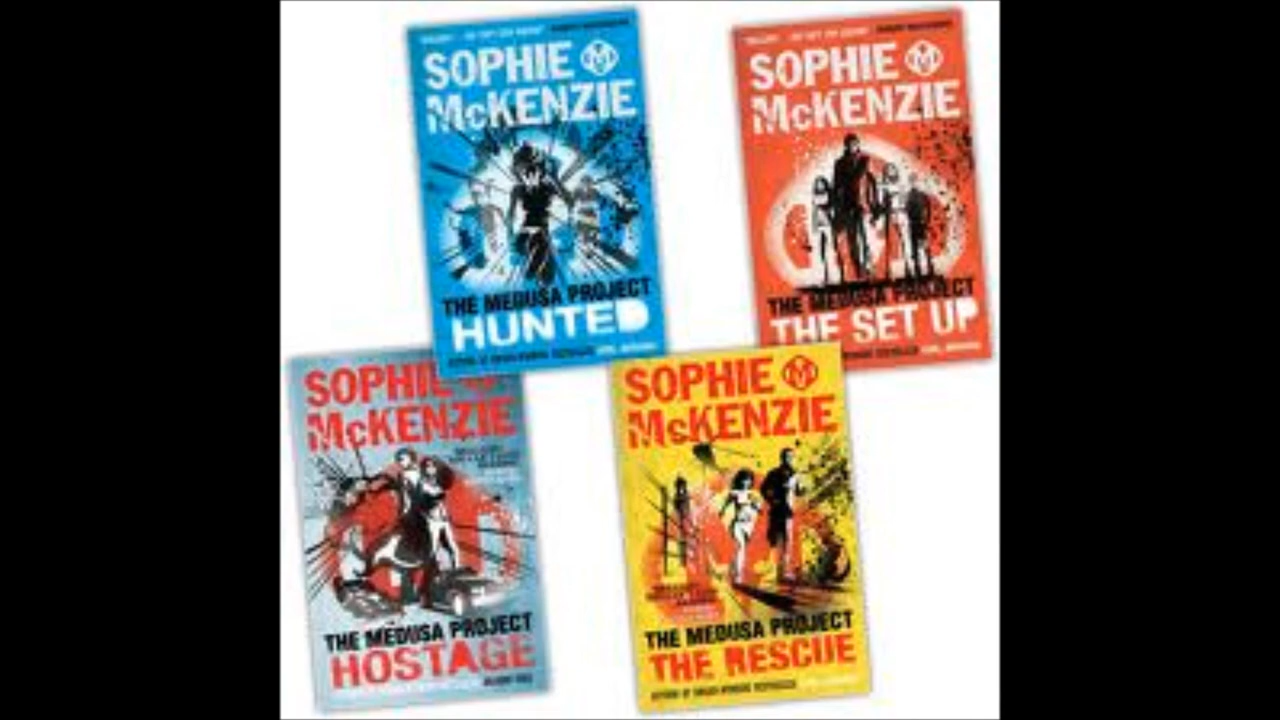 SOPHIE M
McKENZIE
THE MEDUSA PROJECT
HUNTED
SOPHIE M
McKENZIE
THE MEDUSA PROJECT
THE SET UP
SOPHIE
McKENZIE
THE MEDUSA PROJECT
HOSTAGE
SOPHIE M
McKENZIE
THE MEDUSA PROJECT
THE RESCUE